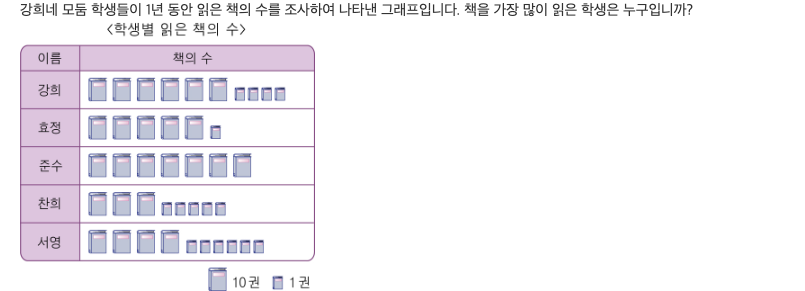 강희네 모둠 학생들이 1년 동안 읽은 책의 수를 조사하여 나타낸 그래프입니다. 책을 가장 많이 읽은 학생은 누구입니까?
<학생별 읽은 책의 수>
이름 책의 수
강희
효정
준수
찬희
서영
10권 1권